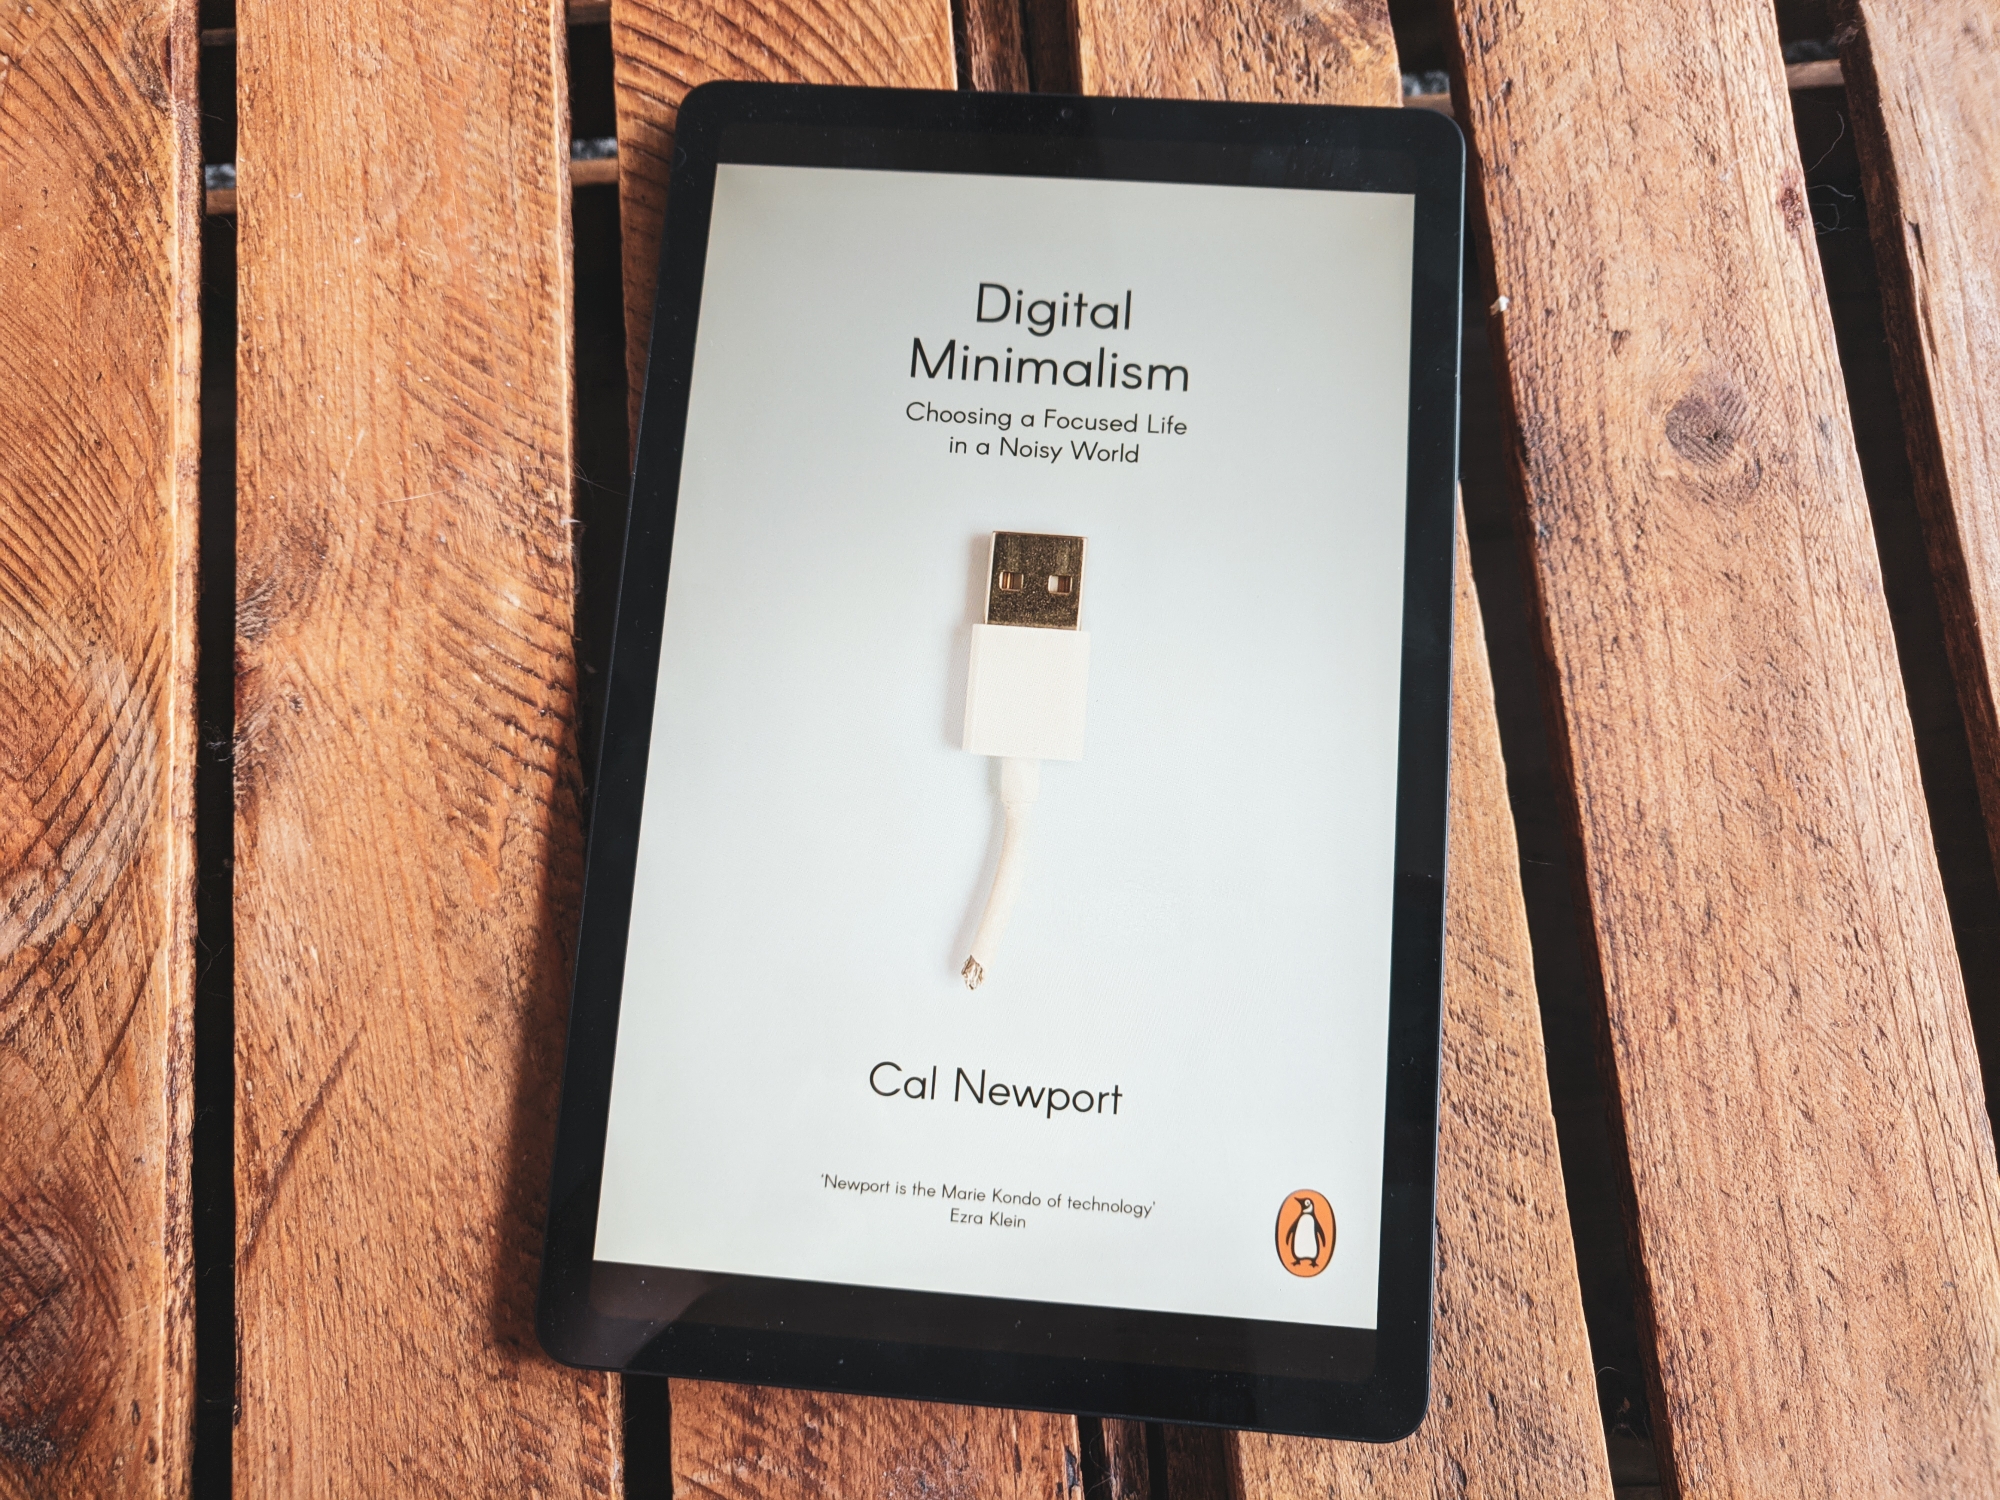 Digital
Minimalism
Choosing a Focused Life
in a Noisy World
Cal Newport
‘Newport is the Marie Kondo of technology’
Ezra Klein